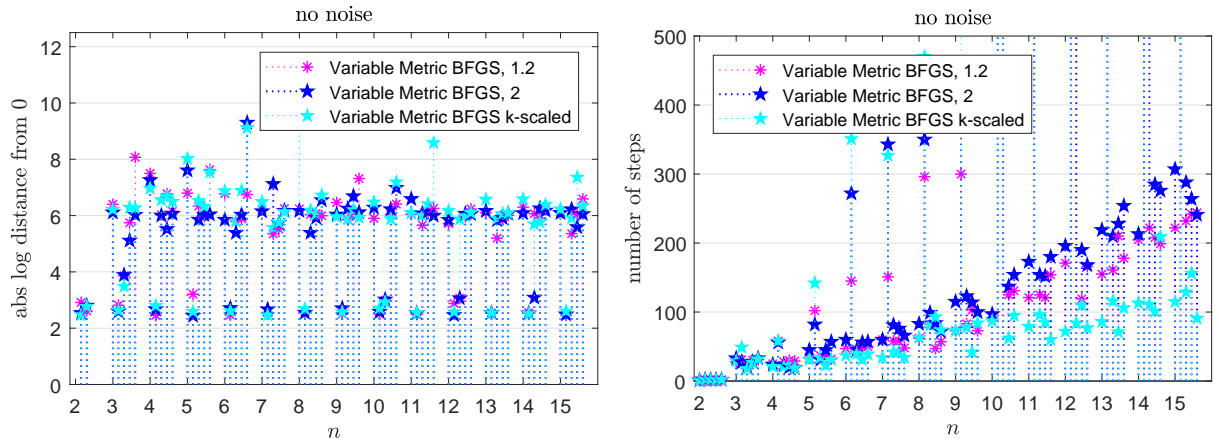 no noise
abs log distance from 0
12
10
8
6
4
2
0
Variable Metric BFGS, 1.2
Variable Metric BFGS, 2
Variable Metric BFGS k-scaled
2 3 4 5 6 7 8 9 10 11 12 13 14 15
n
no noise
number of steps
500
400
300
200
100
0
Variable Metric BFGS, 1.2
Variable Metric BFGS, 2
Variable Metric BFGS k-scaled
2 3 4 5 6 7 8 9 10 11 12 13 14 15
n